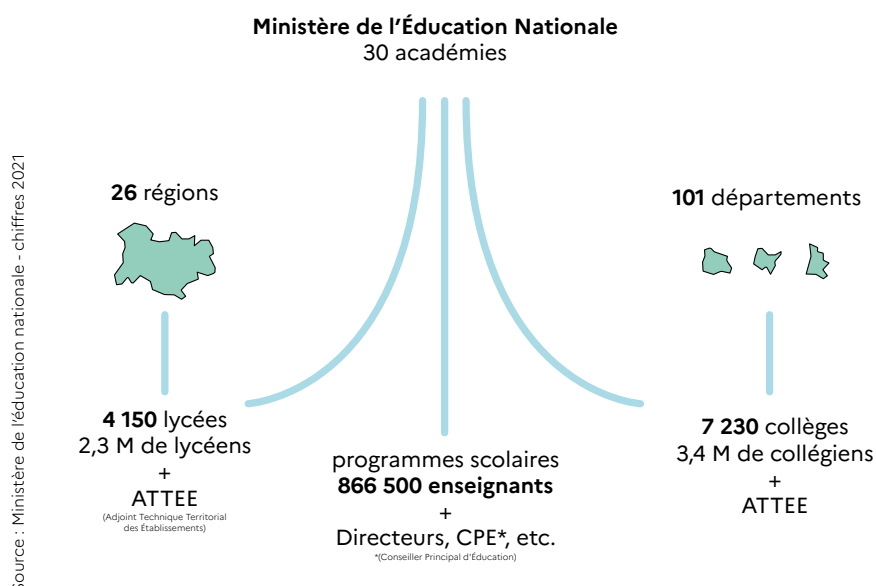 Ministère de l'Éducation Nationale
30 académies
26 régions
101 départements
4 150 lycées
2,3 M de lycéens
+
ATTEE
(Adjoint Technique Territorial
des Établissements)
programmes scolaires
866 500 enseignants
+
Directeurs, CPE*, etc.
*(Conseiller Principal d'Éducation)
7 230 collèges
3,4 M de collégiens
+
ATTEE
Source : Ministère de l'éducation nationale - chiffres 2021